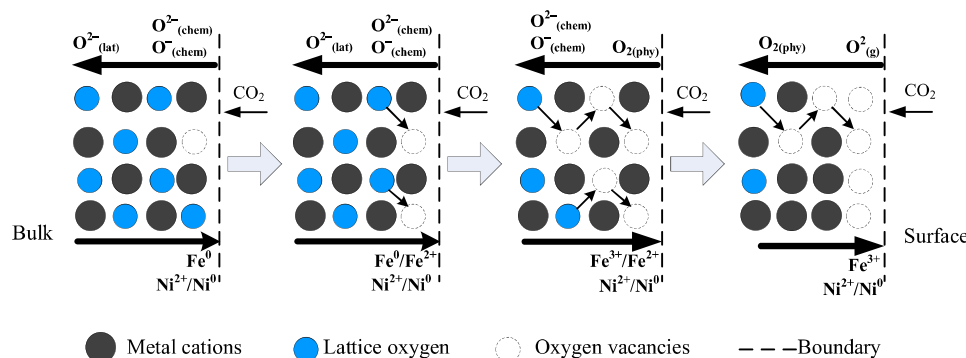 O²⁻(chem)
O²⁻(lat) O⁻(chem)
CO₂
Fe⁰
Ni²⁺/Ni⁰
O²⁻(chem)
O²⁻(lat) O⁻(chem)
CO₂
Fe⁰/Fe²⁺
Ni²⁺/Ni⁰
O²⁻(chem)
O⁻(chem) O₂(phy)
CO₂
Fe³⁺/Fe²⁺
Ni²⁺/Ni⁰
O₂(phy) O²(g)
CO₂
Fe³⁺
Ni²⁺/Ni⁰
Bulk
Surface
Metal cations
Lattice oxygen
Oxygen vacancies
Boundary